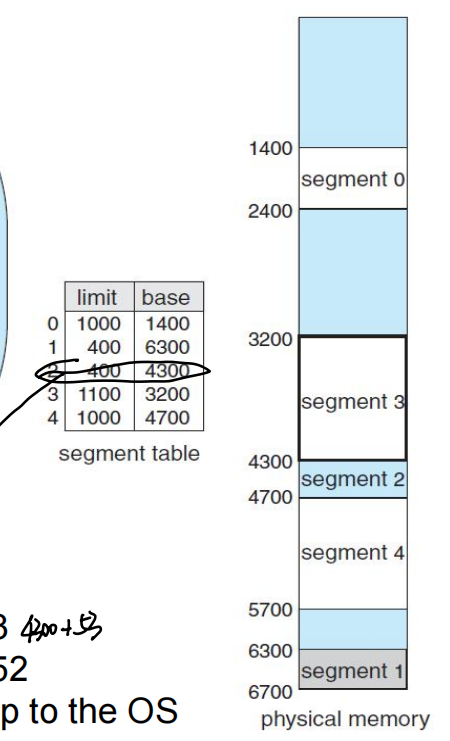 limit base
0 1000 1400
1 400 6300
2 400 4300
3 1100 3200
4 1000 4700
segment table
1400
segment 0
2400
3200
segment 3
4300
segment 2
4700
segment 4
5700
6300
segment 1
6700
physical memory
3 4300+53
52
p to the OS